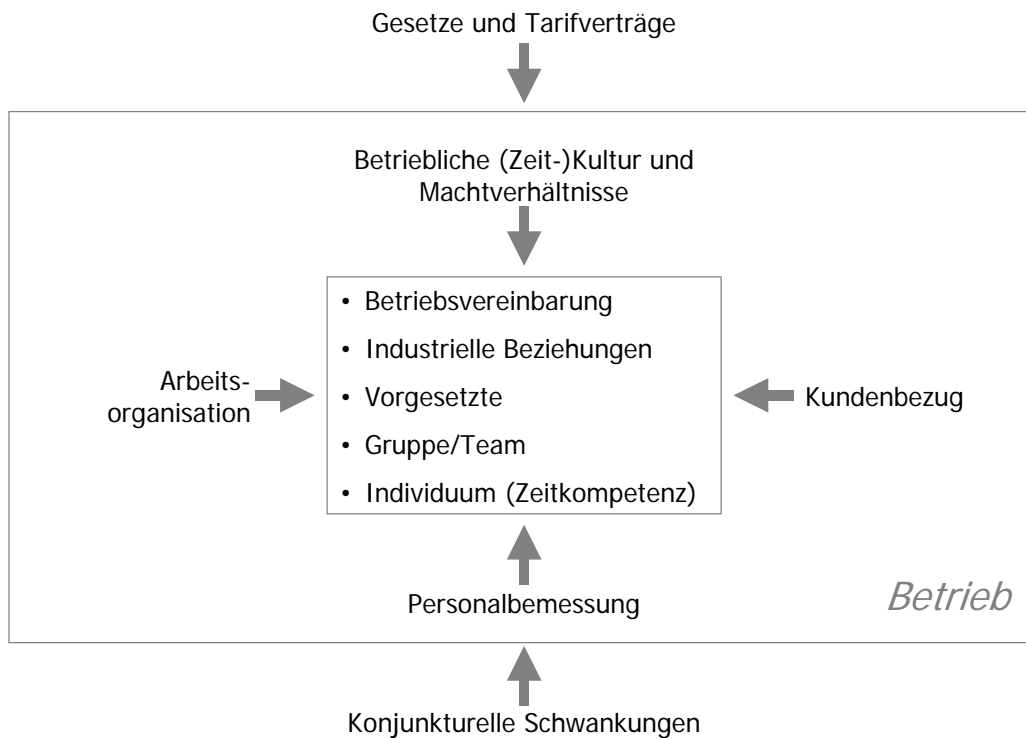 Gesetze und Tarifverträge
Betriebliche (Zeit-)Kultur und
Machtverhältnisse
• Betriebsvereinbarung
• Industrielle Beziehungen
• Vorgesetzte
• Gruppe/Team
• Individuum (Zeitkompetenz)
Arbeits-
organisation
Kundenbezug
Personalbemessung
Betrieb
Konjunkturelle Schwankungen